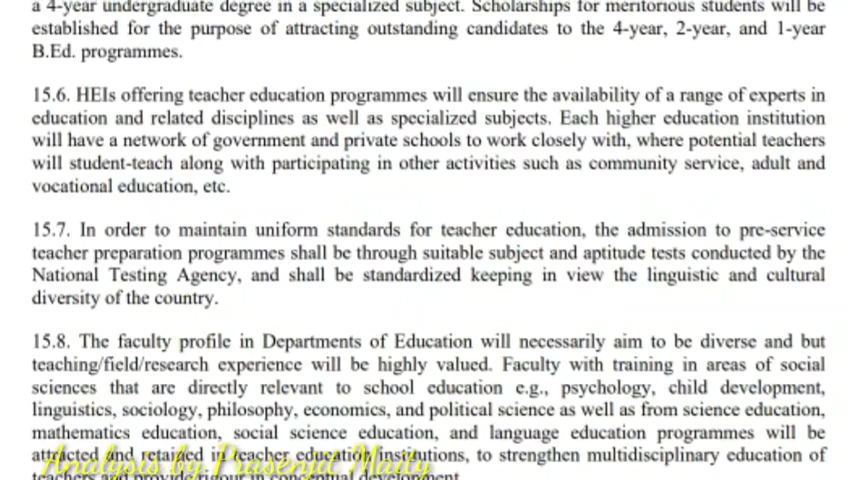 a 4-year undergraduate degree in a specialized subject. Scholarships for meritorious students will be
established for the purpose of attracting outstanding candidates to the 4-year, 2-year, and 1-year
B.Ed. programmes.
15.6. HEIs offering teacher education programmes will ensure the availability of a range of experts in
education and related disciplines as well as specialized subjects. Each higher education institution
will have a network of government and private schools to work closely with, where potential teachers
will student-teach along with participating in other activities such as community service, adult and
vocational education, etc.
15.7. In order to maintain uniform standards for teacher education, the admission to pre-service
teacher preparation programmes shall be through suitable subject and aptitude tests conducted by the
National Testing Agency, and shall be standardized keeping in view the linguistic and cultural
diversity of the country.
15.8. The faculty profile in Departments of Education will necessarily aim to be diverse and but
teaching/field/research experience will be highly valued. Faculty with training in areas of social
sciences that are directly relevant to school education e.g., psychology, child development,
linguistics, sociology, philosophy, economics, and political science as well as from science education,
mathematics education, social science education, and language education programmes will be
attracted and retained in teacher education institutions, to strengthen multidisciplinary education of
teachers and provide rigour in conceptual development.
Analysis by Prasenjit Maity